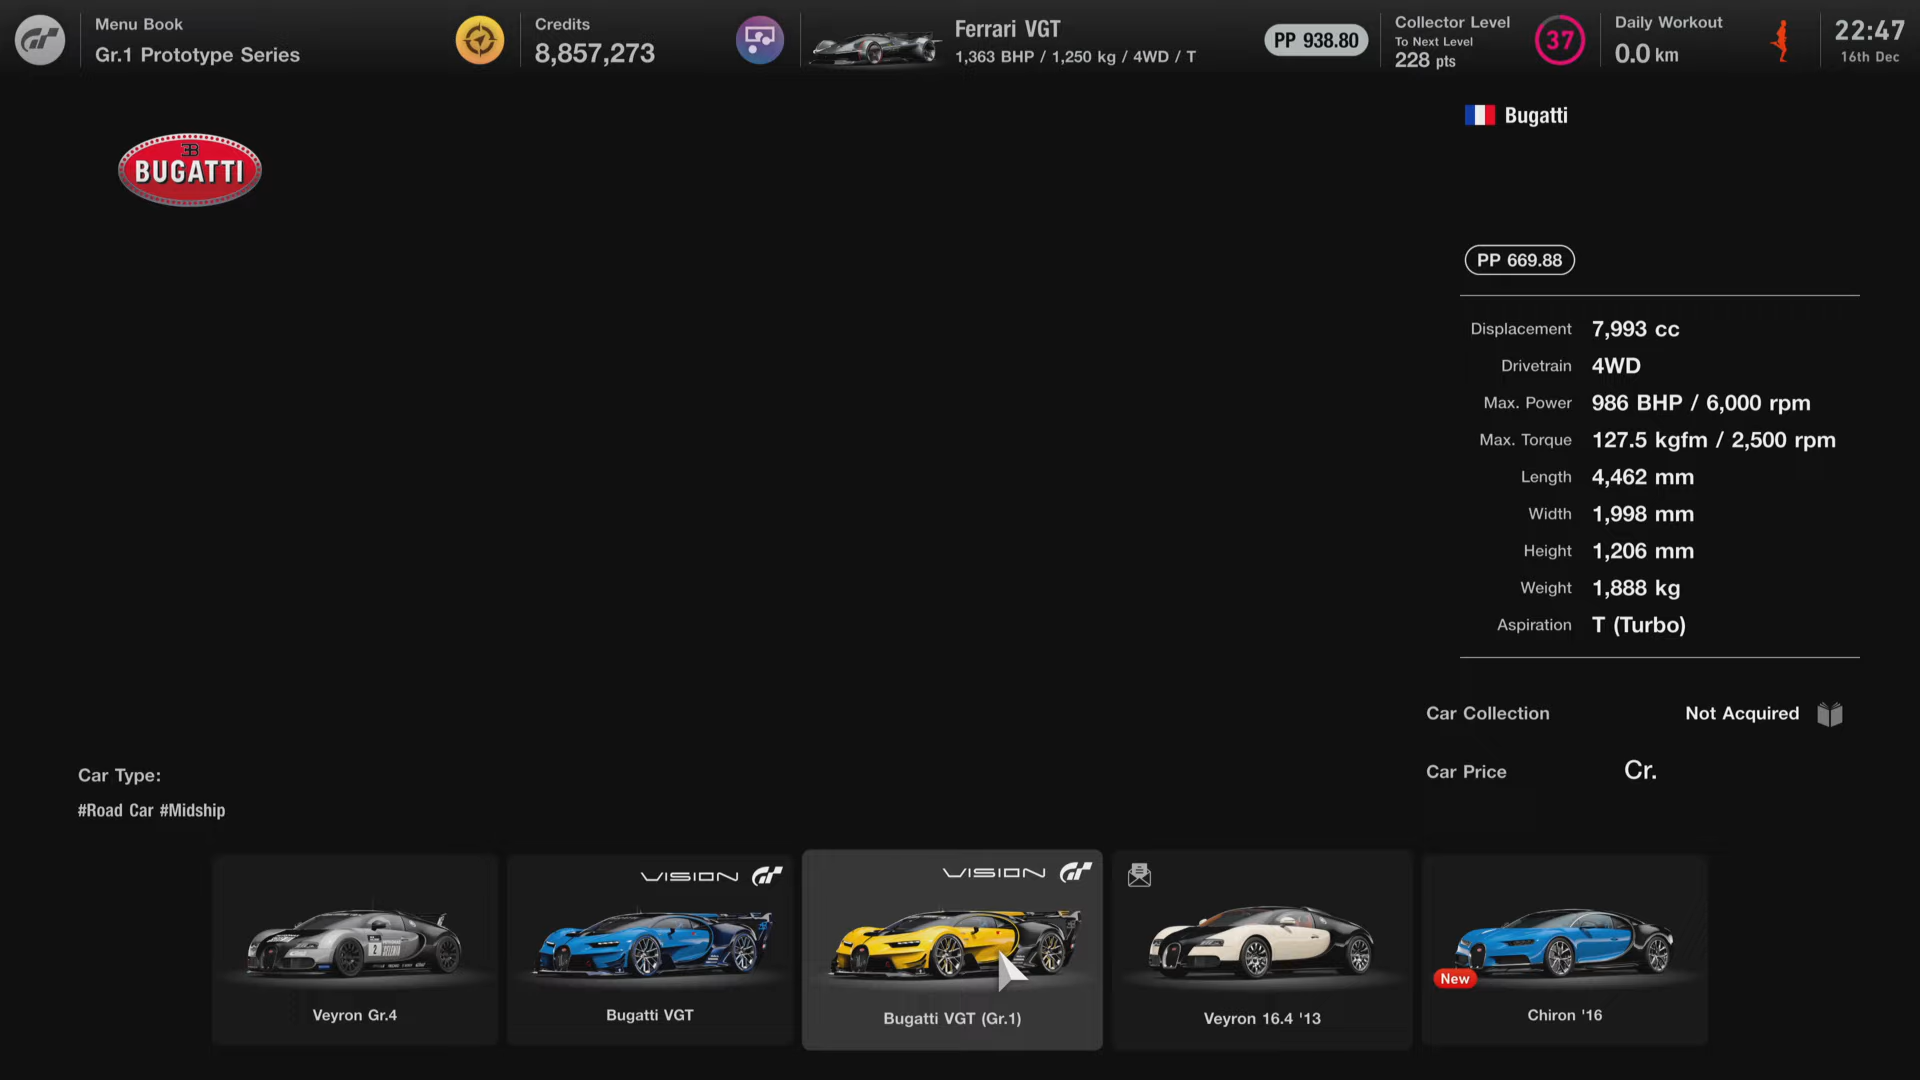 Menu Book
Gr.1 Prototype Series
Credits
8,857,273
Ferrari VGT
1,363 BHP / 1,250 kg / 4WD / T
PP 938.80
Collector Level
To Next Level
228 pts
37
Daily Workout
0.0 km
22:47
16th Dec
EB
BUGATTI
Bugatti
PP 669.88
Displacement 7,993 cc
Drivetrain 4WD
Max. Power 986 BHP / 6,000 rpm
Max. Torque 127.5 kgfm / 2,500 rpm
Length 4,462 mm
Width 1,998 mm
Height 1,206 mm
Weight 1,888 kg
Aspiration T (Turbo)
Car Collection Not Acquired
Car Price Cr.
Car Type:
#Road Car #Midship
Veyron Gr.4
VISION GT
Bugatti VGT
VISION GT
Bugatti VGT (Gr.1)
Veyron 16.4 '13
New
Chiron '16